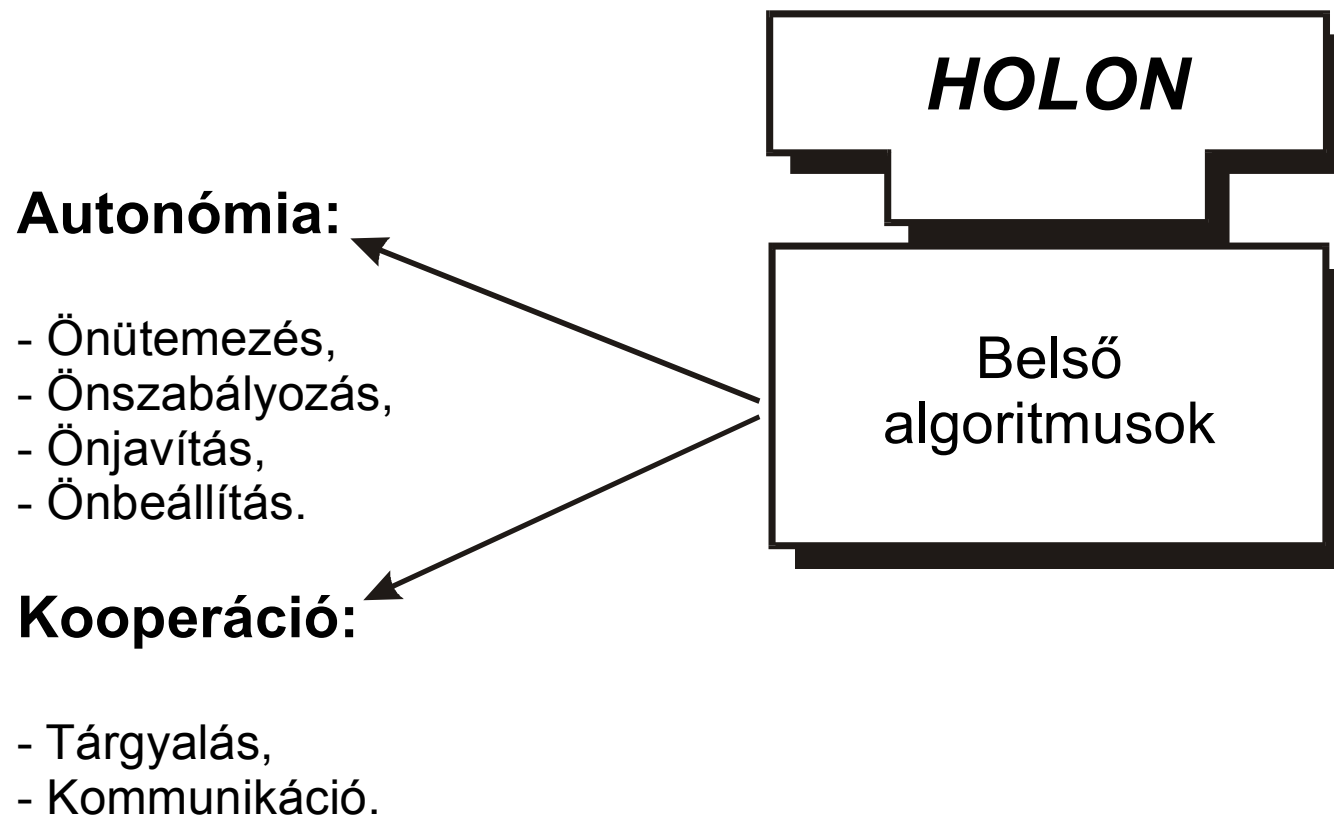 HOLON
Autonómia:
- Önütemezés,
- Önszabályozás,
- Önjavítás,
- Önbeállítás.
Belső
algoritmusok
Kooperáció:
- Tárgyalás,
- Kommunikáció.